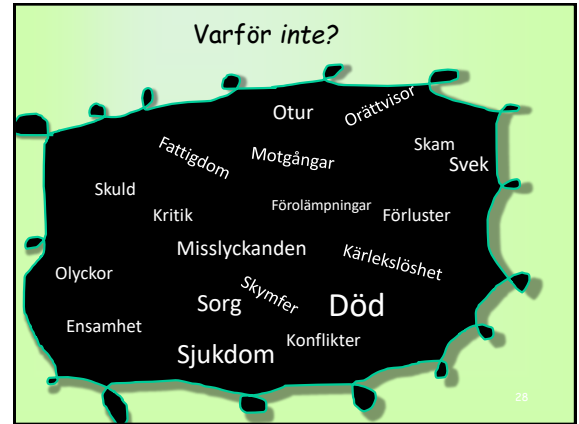 Varför inte?
Otur
Orättvisor
Fattigdom
Motgångar
Skam
Svek
Skuld
Kritik
Förolämpningar
Förluster
Misslyckanden
Kärlekslöshet
Olyckor
Sorg
Skymfer
Död
Ensamhet
Konflikter
Sjukdom
28